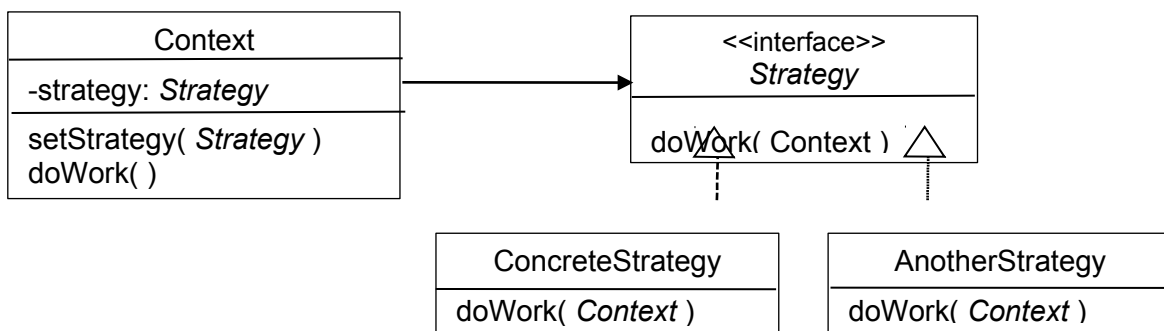 Context
-strategy: Strategy
setStrategy( Strategy )
doWork( )
<<interface>>
Strategy
doWork( Context )
ConcreteStrategy
doWork( Context )
AnotherStrategy
doWork( Context )